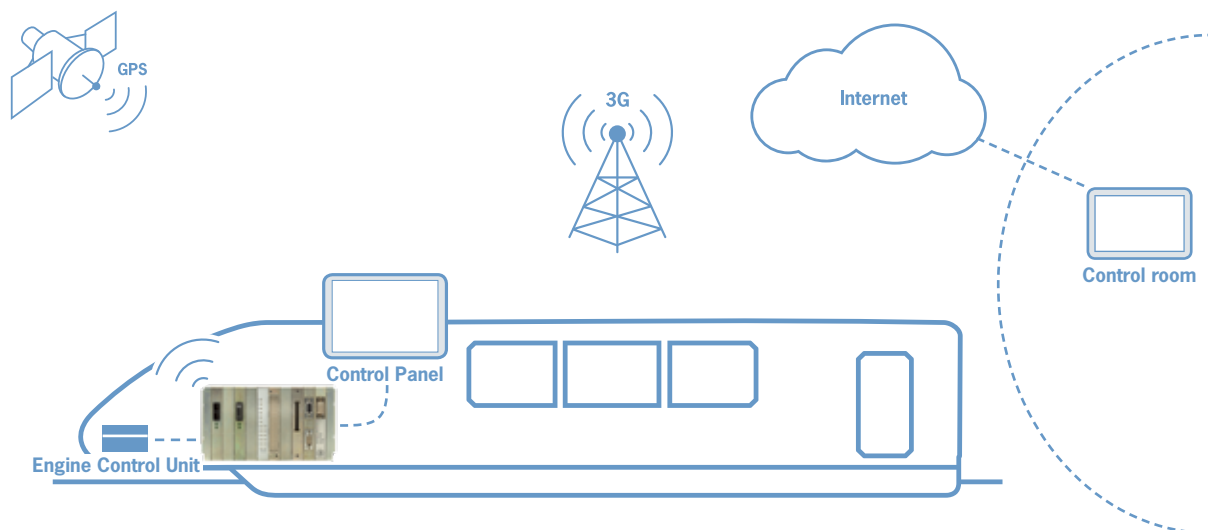 GPS
3G
Internet
Control room
Control Panel
Engine Control Unit